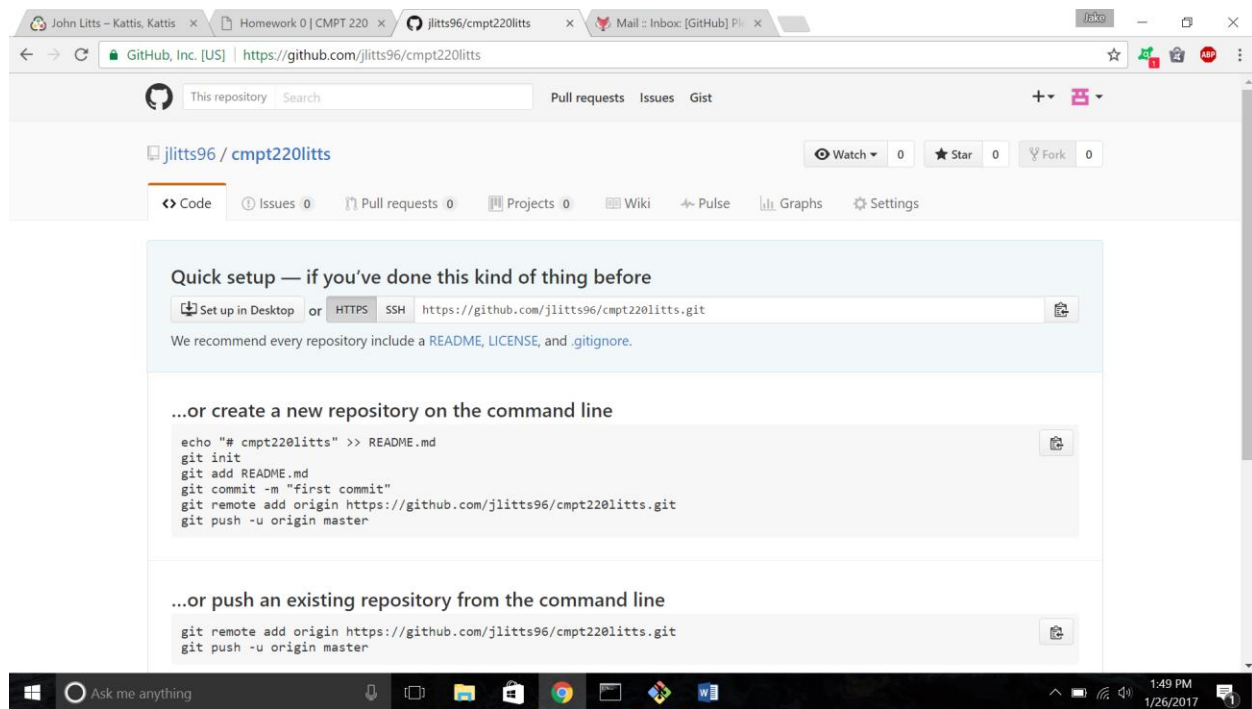 John Litts – Kattis, Kattis
Homework 0 | CMPT 220
jlitts96/cmpt220litts
Mail :: Inbox: [GitHub] Ple
Jake
GitHub, Inc. [US] | https://github.com/jlitts96/cmpt220litts
1
ABP
This repository Search Pull requests Issues Gist
jlitts96 / cmpt220litts
Watch 0 Star 0 Fork 0
<> Code Issues 0 Pull requests 0 Projects 0 Wiki Pulse Graphs Settings
Quick setup — if you've done this kind of thing before
Set up in Desktop or HTTPS SSH https://github.com/jlitts96/cmpt220litts.git
We recommend every repository include a README, LICENSE, and .gitignore.
…or create a new repository on the command line
echo "# cmpt220litts" >> README.md
git init
git add README.md
git commit -m "first commit"
git remote add origin https://github.com/jlitts96/cmpt220litts.git
git push -u origin master
…or push an existing repository from the command line
git remote add origin https://github.com/jlitts96/cmpt220litts.git
git push -u origin master
Ask me anything
1:49 PM
1/26/2017
1